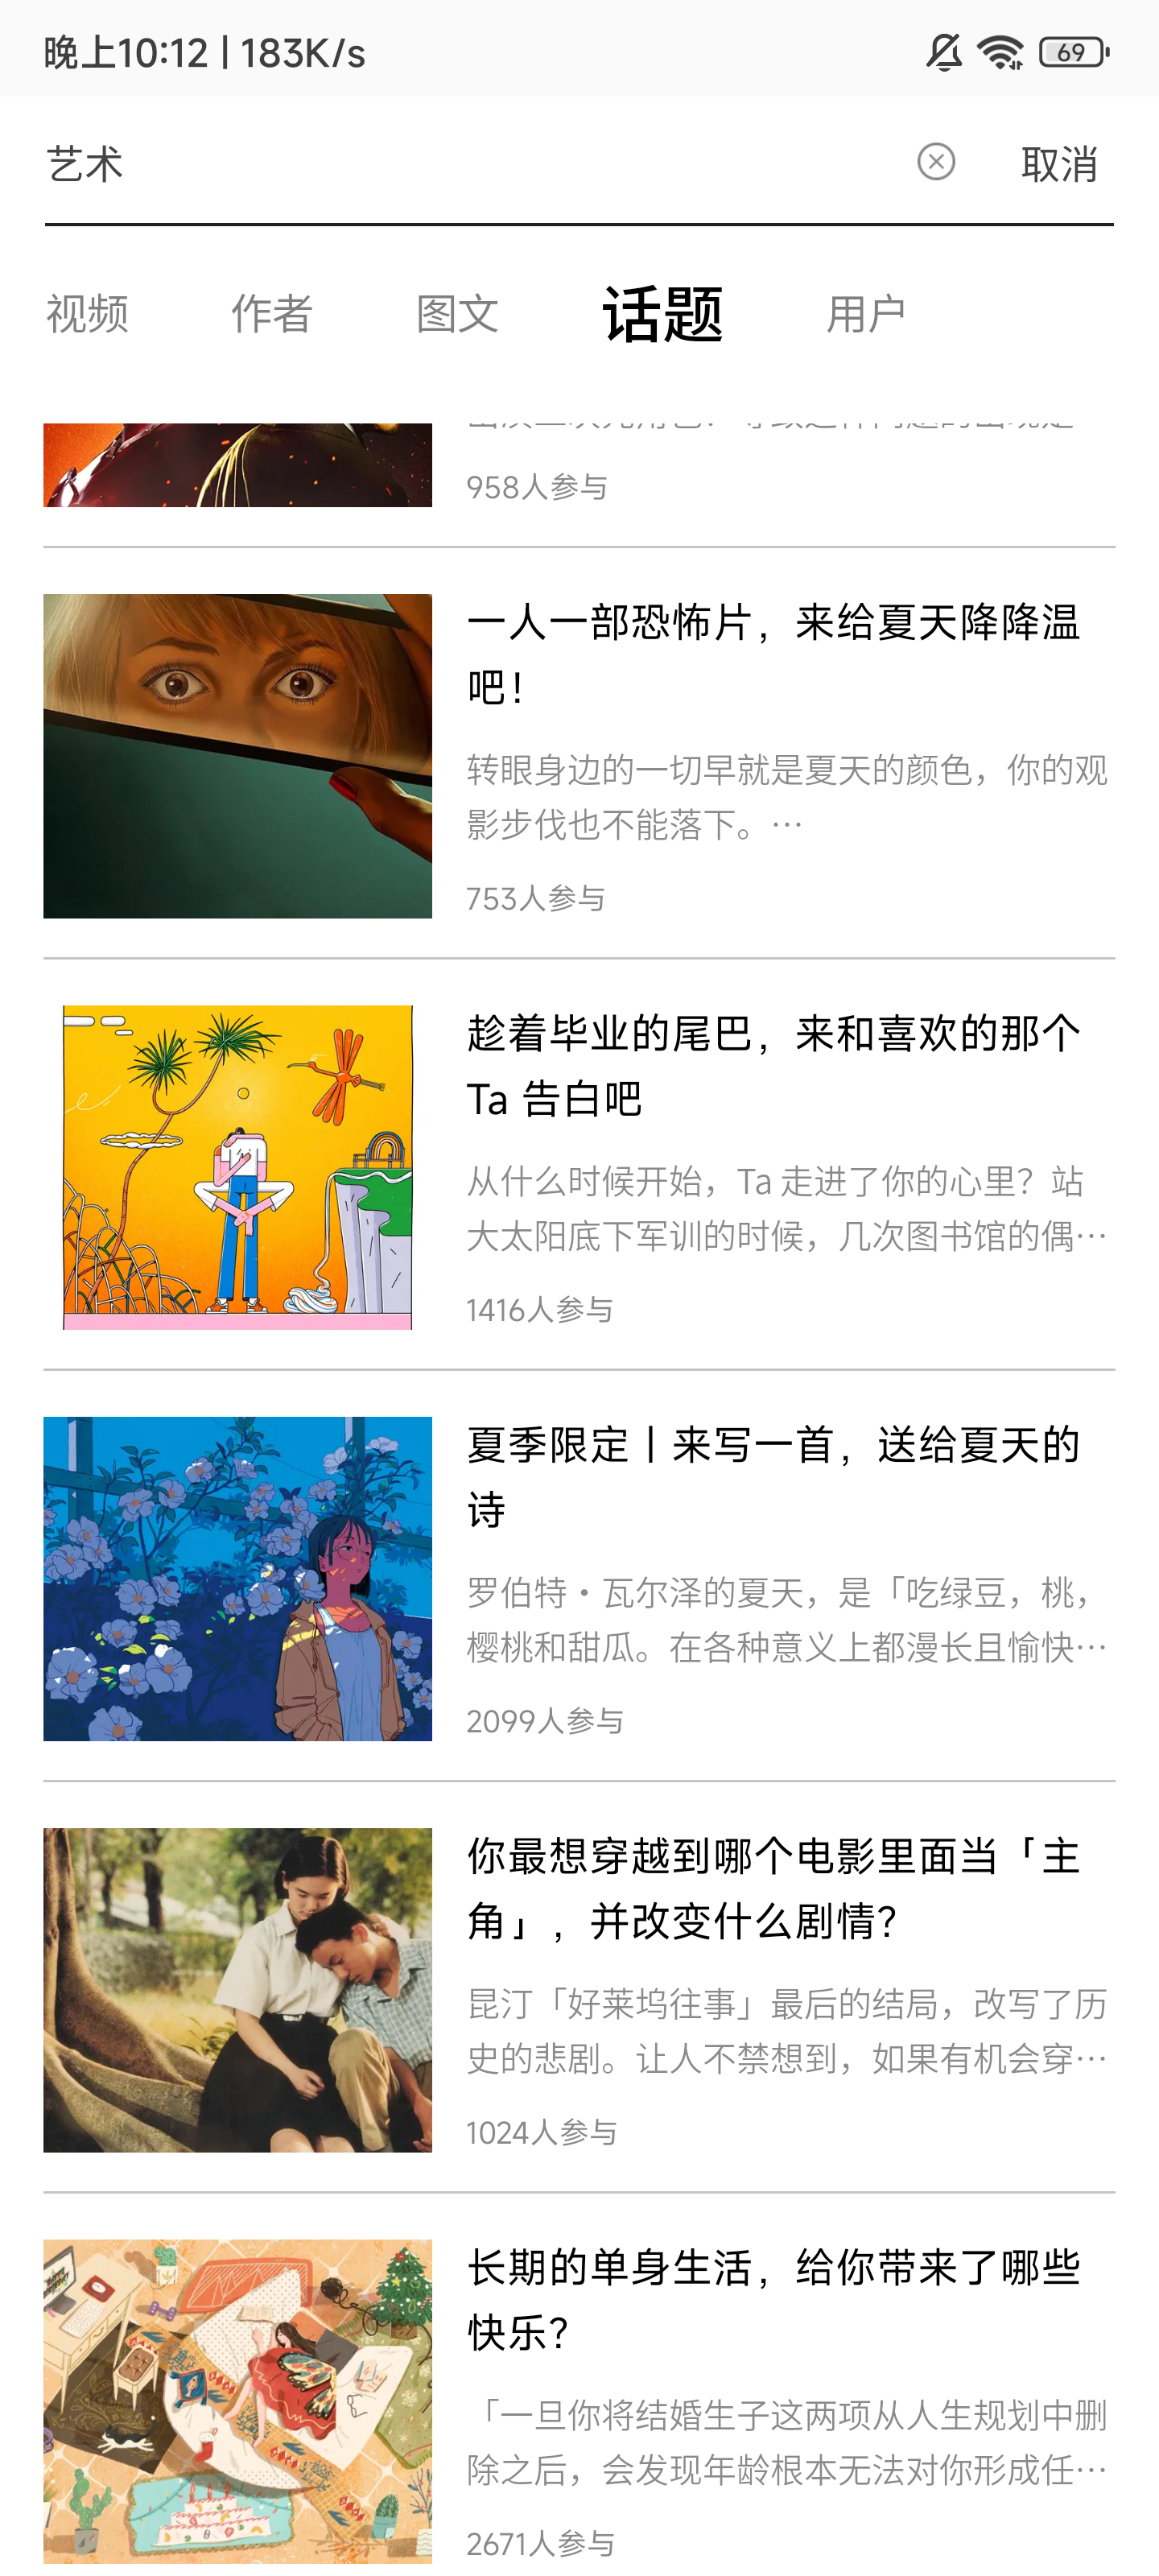 晚上10:12 | 183K/s
69
艺术
取消
视频
作者
图文
话题
用户
958人参与
一人一部恐怖片，来给夏天降降温
吧！
转眼身边的一切早就是夏天的颜色，你的观
影步伐也不能落下。…
753人参与
趁着毕业的尾巴，来和喜欢的那个
Ta 告白吧
从什么时候开始，Ta 走进了你的心里？站
大太阳底下军训的时候，几次图书馆的偶…
1416人参与
夏季限定丨来写一首，送给夏天的
诗
罗伯特·瓦尔泽的夏天，是「吃绿豆，桃，
樱桃和甜瓜。在各种意义上都漫长且愉快…
2099人参与
你最想穿越到哪个电影里面当「主
角」，并改变什么剧情？
昆汀「好莱坞往事」最后的结局，改写了历
史的悲剧。让人不禁想到，如果有机会穿…
1024人参与
长期的单身生活，给你带来了哪些
快乐？
「一旦你将结婚生子这两项从人生规划中删
除之后，会发现年龄根本无法对你形成任…
2671人参与